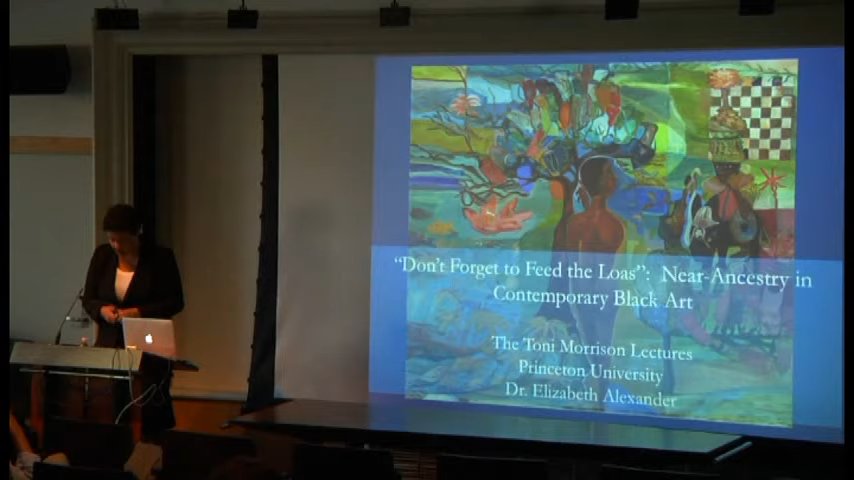 “Don’t Forget to Feed the Loas”: Near-Ancestry in
Contemporary Black Art
The Toni Morrison Lectures
Princeton University
Dr. Elizabeth Alexander